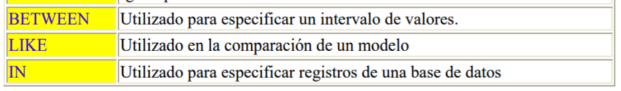 BETWEEN Utilizado para especificar un intervalo de valores.
LIKE Utilizado en la comparación de un modelo
IN Utilizado para especificar registros de una base de datos